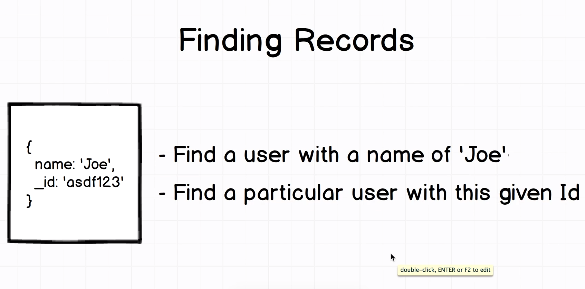 Finding Records
{
name: 'Joe',
_id: 'asdf123'
}
- Find a user with a name of 'Joe'
- Find a particular user with this given Id
double-click, ENTER or F2 to edit